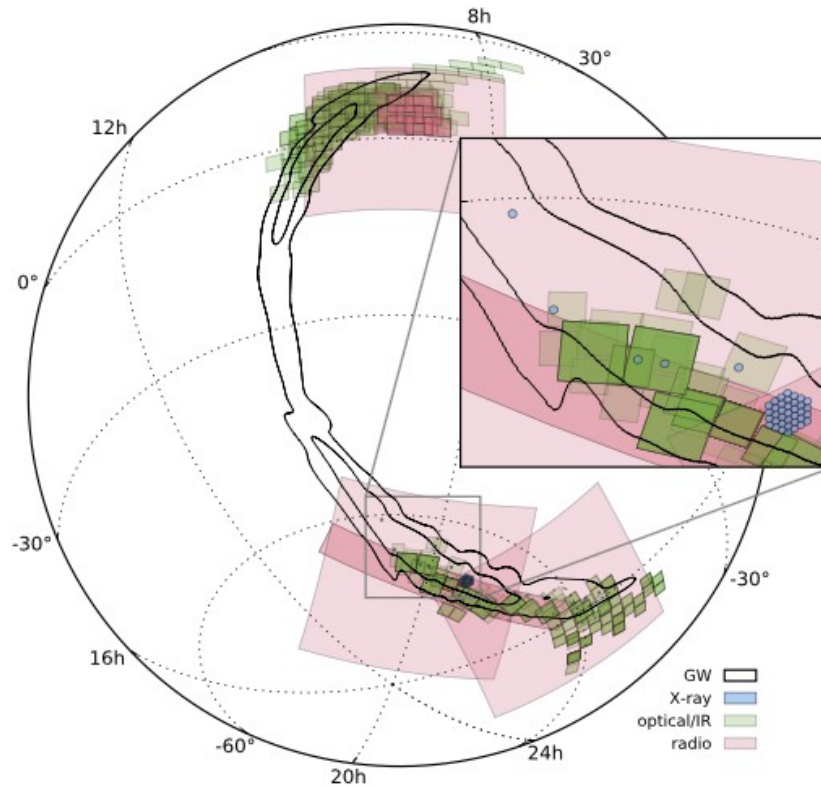 8h
30°
12h
0°
-30°
-30°
16h
-60°
20h
24h
GW
X-ray
optical/IR
radio